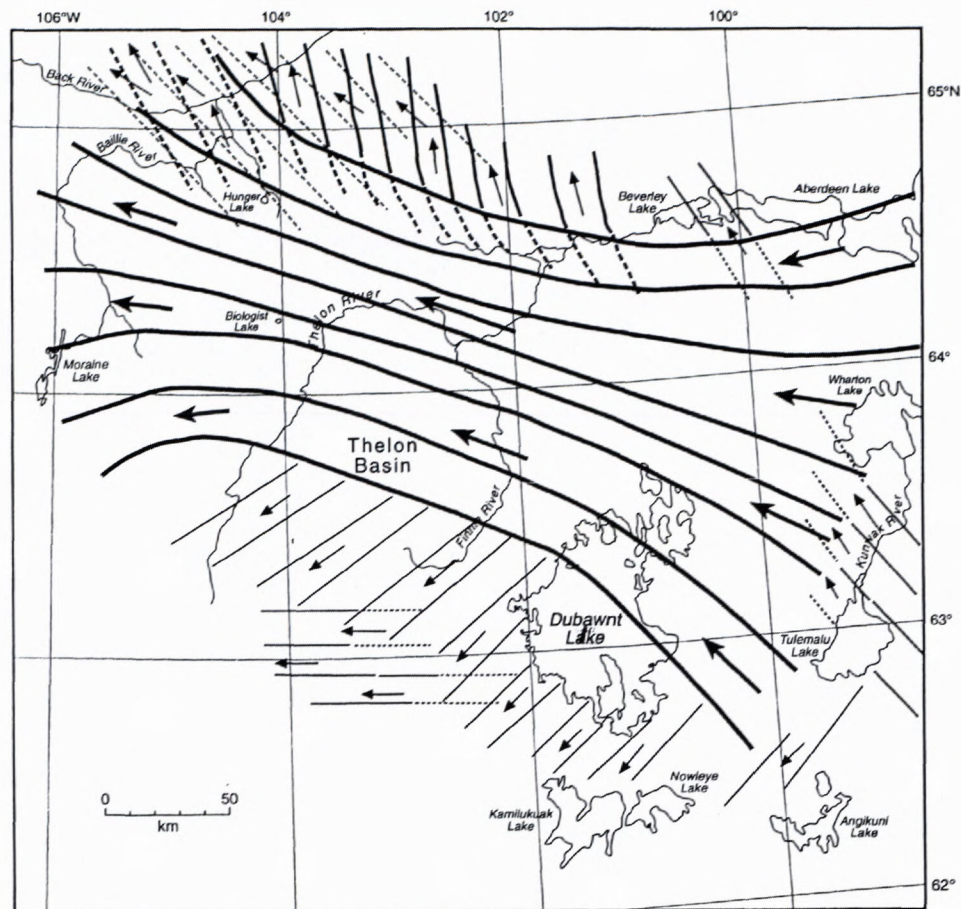 106°W
104°
102°
100°
65°N
Back River
Baillie River
Hunger
Lake
Beverley
Lake
Aberdeen Lake
Thelon River
Biologist
Lake
64°
Moraine
Lake
Wharton
Lake
Thelon
Basin
Kunwak River
Dubawnt
Lake
63°
Tulemalu
Lake
0 50
km
Kamilukuak
Lake
Nowleye
Lake
Angikuni
Lake
62°